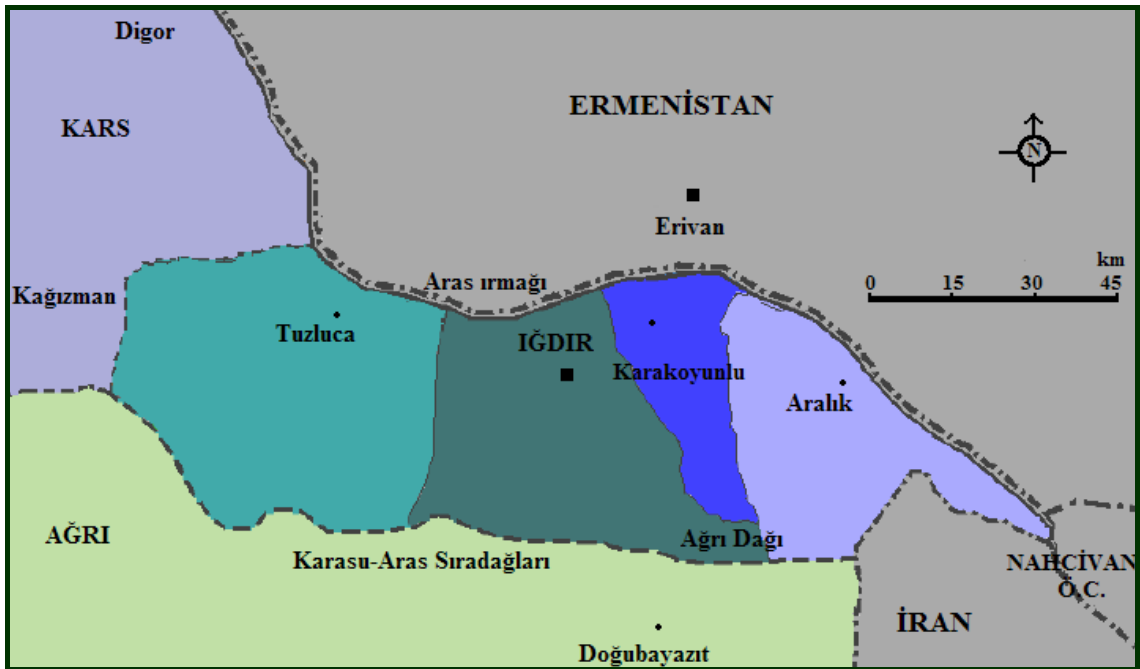 Digor
ERMENİSTAN
KARS
N
Erivan
km
Aras ırmağı
0 15 30 45
Kağızman
Tuzluca
IĞDIR
Karakoyunlu
Aralık
AĞRI
Ağrı Dağı
Karasu-Aras Sıradağları
NAHCİVAN
Ö.C.
İRAN
Doğubayazıt